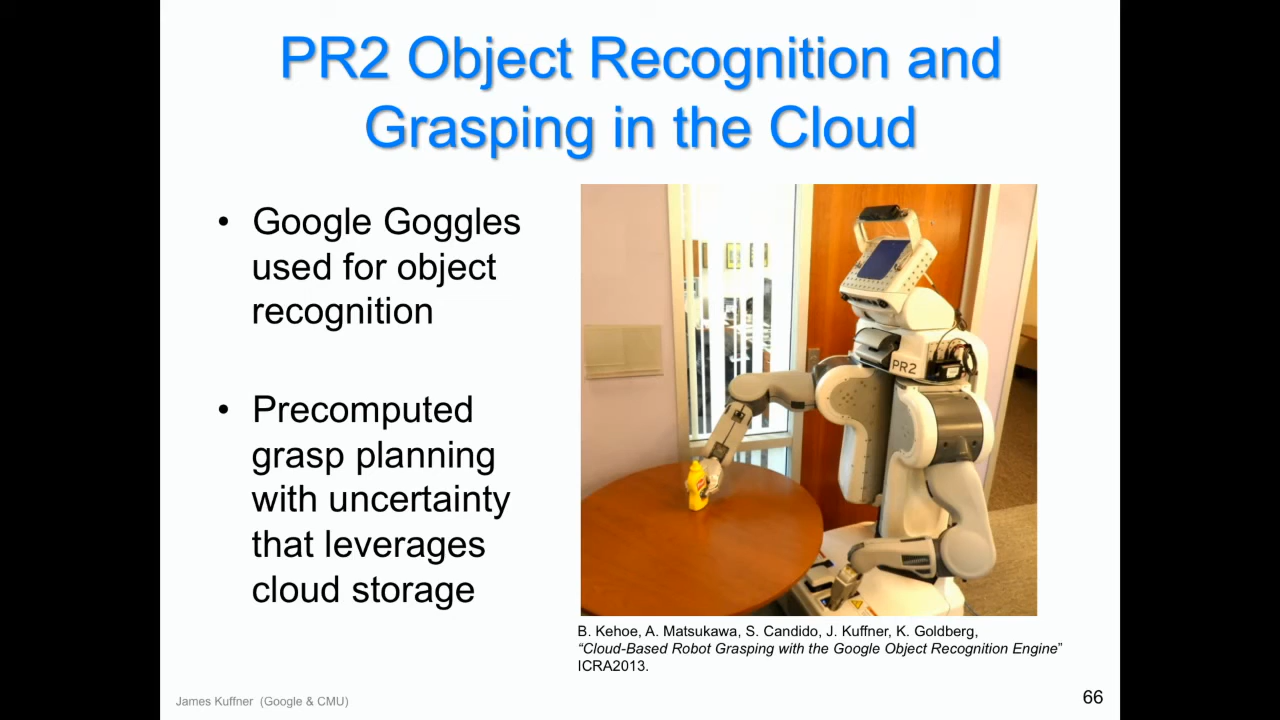 PR2 Object Recognition and
Grasping in the Cloud
• Google Goggles
used for object
recognition
• Precomputed
grasp planning
with uncertainty
that leverages
cloud storage
PR2
B. Kehoe, A. Matsukawa, S. Candido, J. Kuffner, K. Goldberg,
“Cloud-Based Robot Grasping with the Google Object Recognition Engine”
ICRA2013.
James Kuffner (Google & CMU)
66